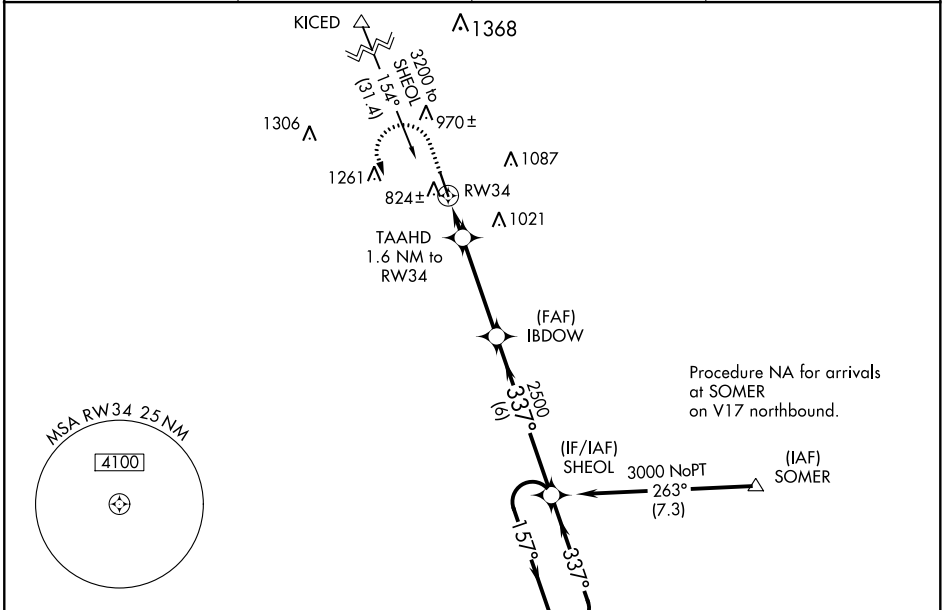 KICED
1368
3200 to
SHEOL
154°
(31.4)
1306
970±
1087
1261
824±
RW34
1021
TAAHD
1.6 NM to
RW34
(FAF)
IBDOW
Procedure NA for arrivals
at SOMER
on V17 northbound.
2500
337°
(6)
MSA RW34 25 NM
4100
(IF/IAF)
SHEOL
3000 NoPT
263°
(7.3)
(IAF)
SOMER
157°
337°